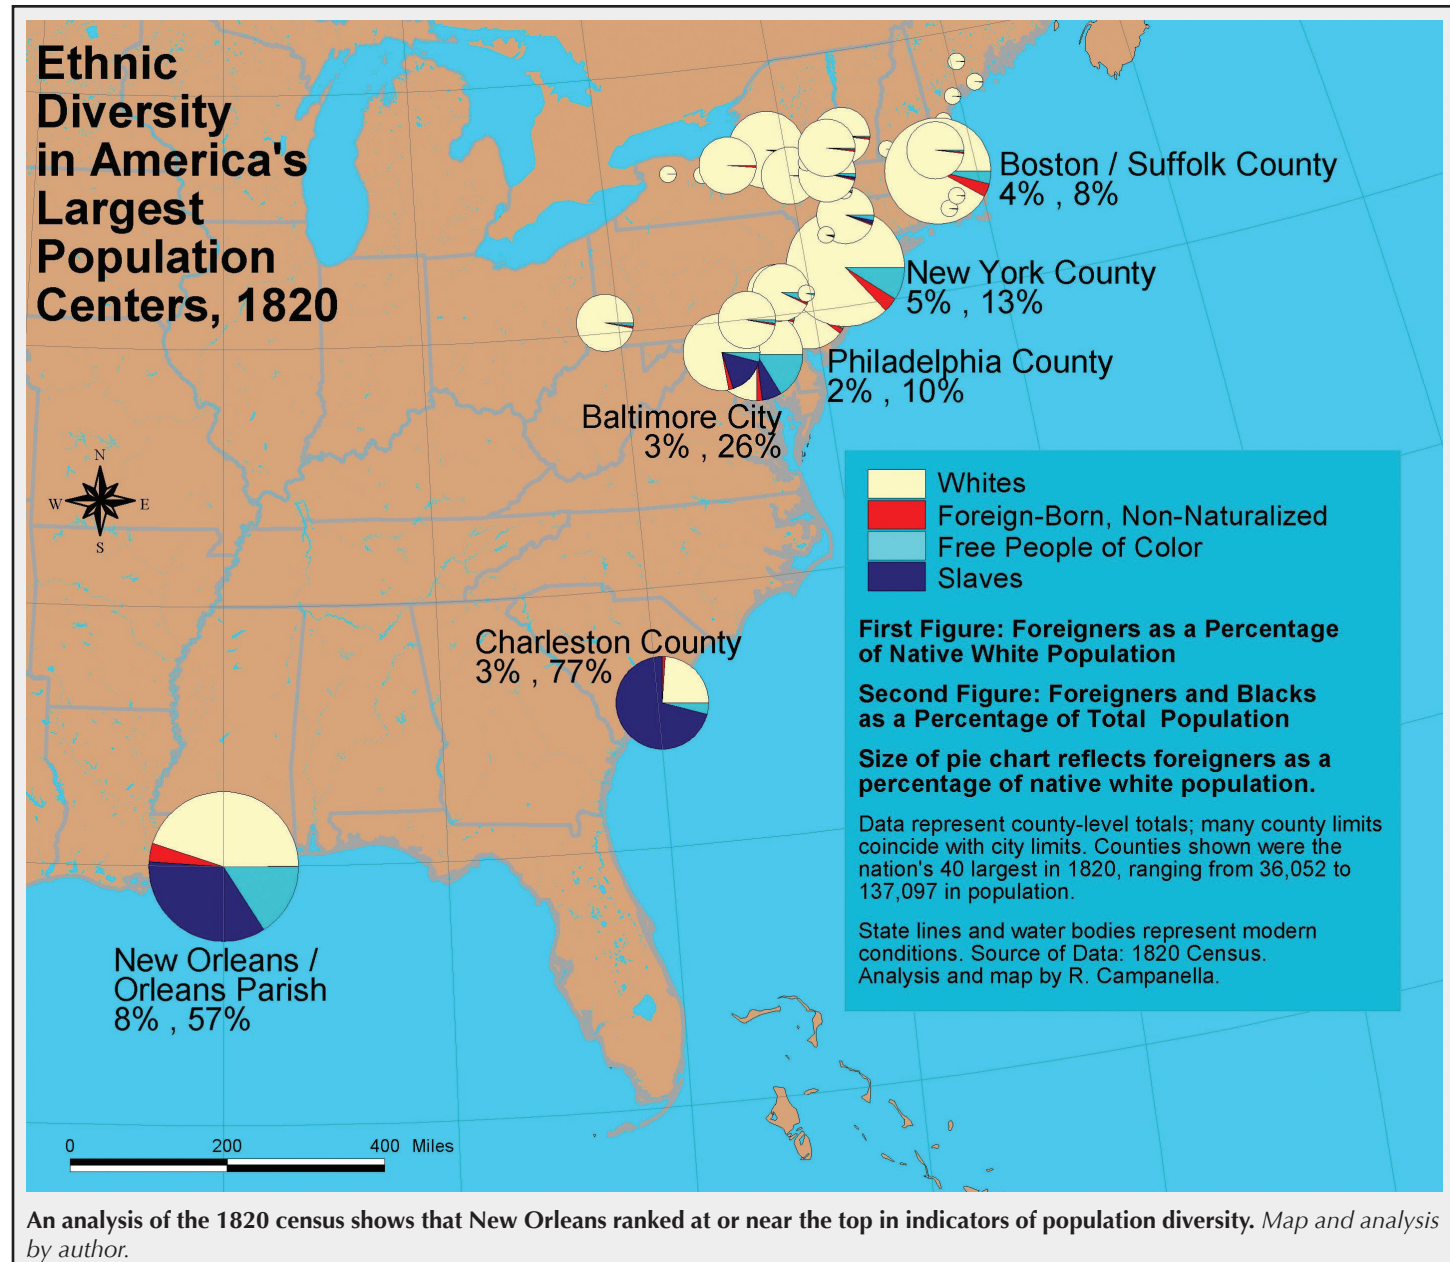 Ethnic
Diversity
in America's
Largest
Population
Centers, 1820
Boston / Suffolk County
4% , 8%
New York County
5% , 13%
Philadelphia County
2% , 10%
Baltimore City
3% , 26%
N
W
E
S
Whites
Foreign-Born, Non-Naturalized
Free People of Color
Slaves
First Figure: Foreigners as a Percentage
of Native White Population
Second Figure: Foreigners and Blacks
as a Percentage of Total Population
Size of pie chart reflects foreigners as a
percentage of native white population.
Data represent county-level totals; many county limits
coincide with city limits. Counties shown were the
nation's 40 largest in 1820, ranging from 36,052 to
137,097 in population.
State lines and water bodies represent modern
conditions. Source of Data: 1820 Census.
Analysis and map by R. Campanella.
Charleston County
3% , 77%
New Orleans /
Orleans Parish
8% , 57%
0 200 400 Miles
An analysis of the 1820 census shows that New Orleans ranked at or near the top in indicators of population diversity. Map and analysis
by author.